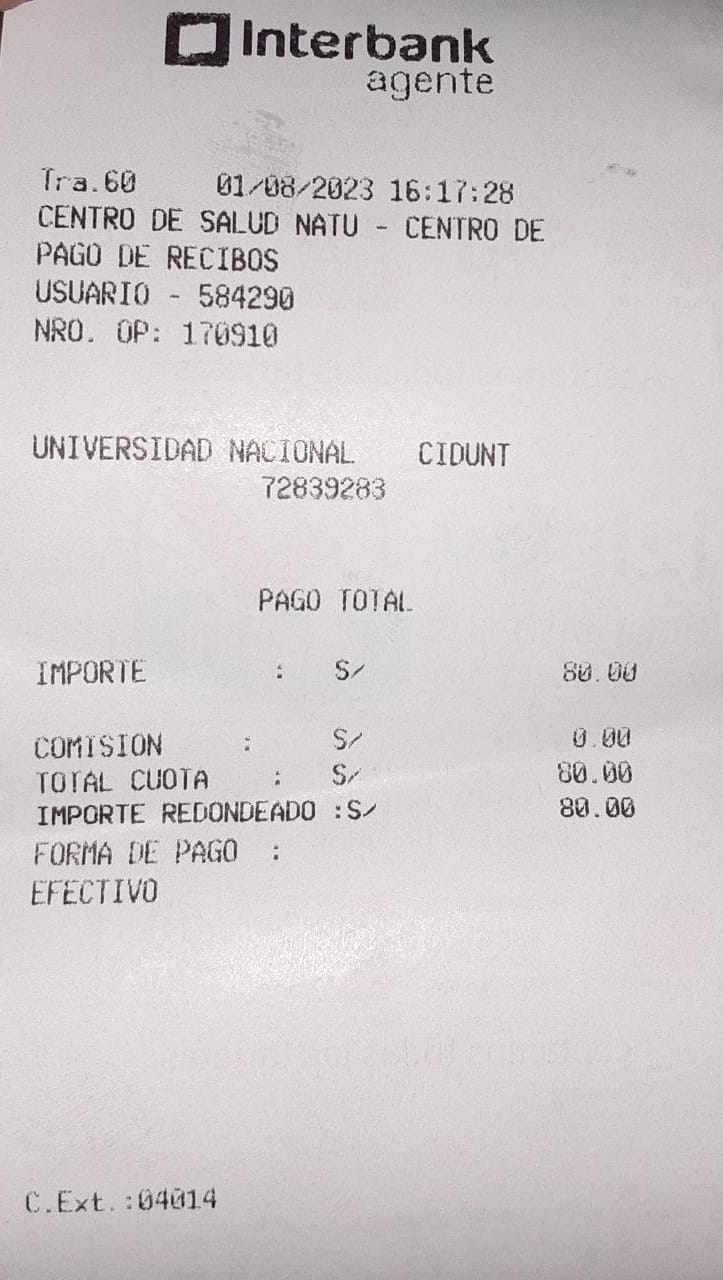 Interbank
agente
Tra.60 01/08/2023 16:17:28
CENTRO DE SALUD NATU - CENTRO DE
PAGO DE RECIBOS
USUARIO - 584290
NRO. OP: 170910
UNIVERSIDAD NACIONAL CIDUNT
72839283
PAGO TOTAL
IMPORTE : S/ 80.00
COMISION : S/ 0.00
TOTAL CUOTA : S/ 80.00
IMPORTE REDONDEADO :S/ 80.00
FORMA DE PAGO :
EFECTIVO
C.Ext.:04014